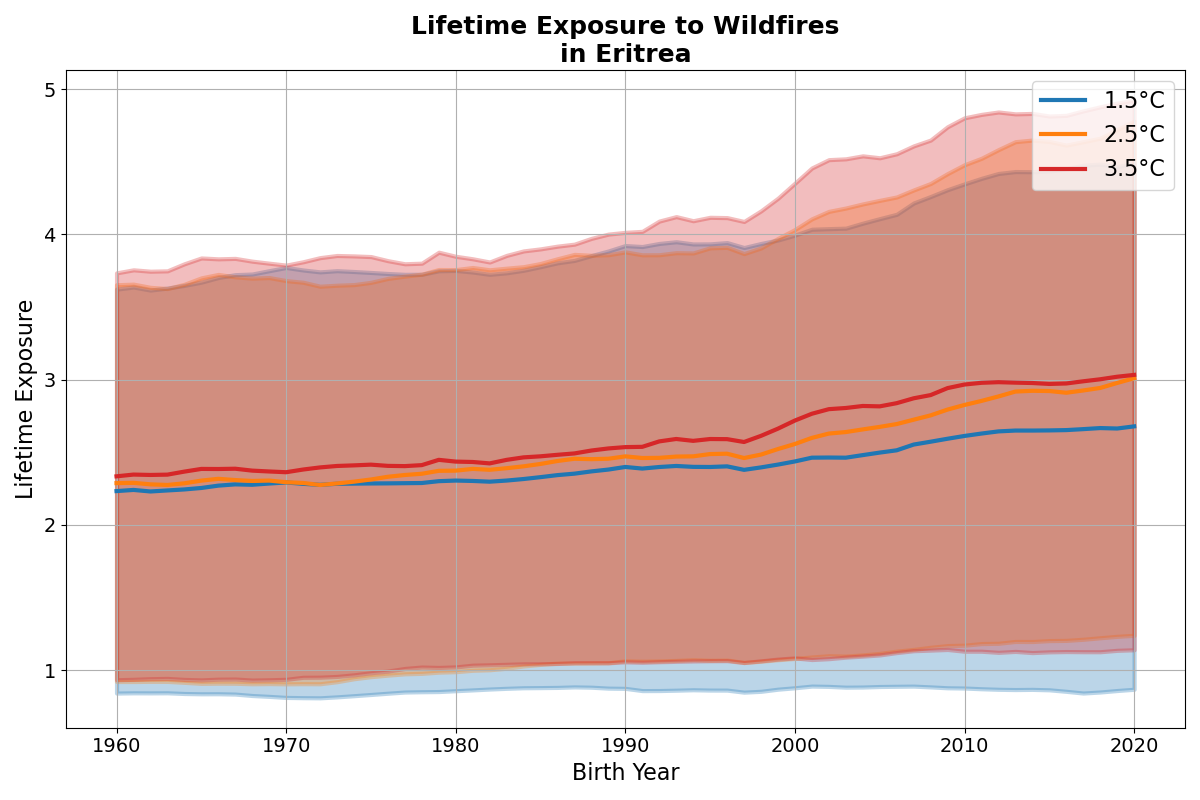 Lifetime Exposure to Wildfires
in Eritrea
5
4
3
2
1
Lifetime Exposure
1.5°C
2.5°C
3.5°C
1960 1970 1980 1990 2000 2010 2020
Birth Year